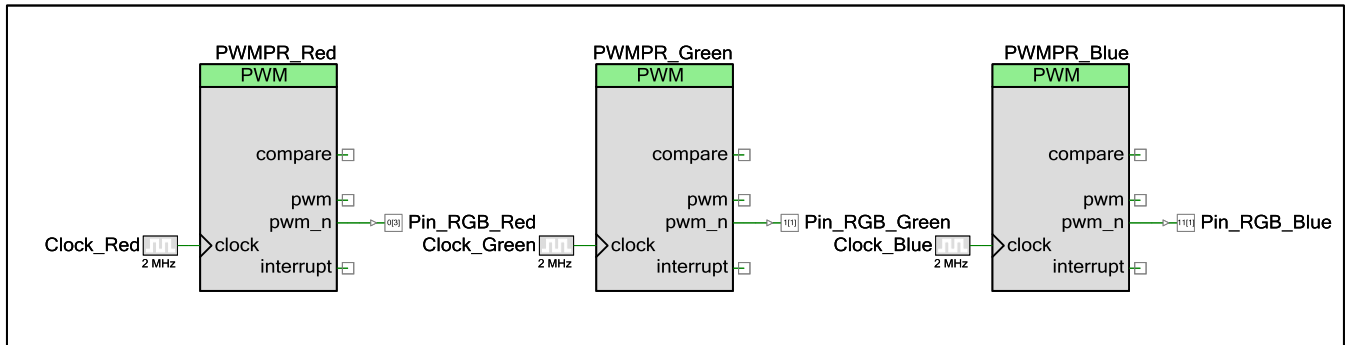 PWMPR_Red
PWM
compare
pwm
pwm_n
0[3]
Pin_RGB_Red
Clock_Red
2 MHz
clock
interrupt
PWMPR_Green
PWM
compare
pwm
pwm_n
1[1]
Pin_RGB_Green
Clock_Green
2 MHz
clock
interrupt
PWMPR_Blue
PWM
compare
pwm
pwm_n
11[1]
Pin_RGB_Blue
Clock_Blue
2 MHz
clock
interrupt